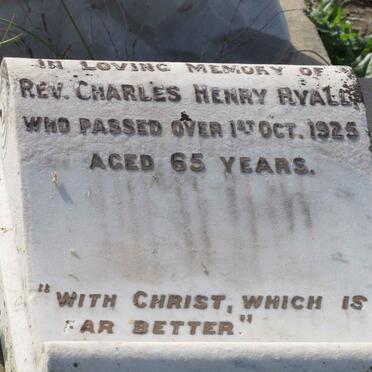 IN LOVING MEMORY OF
REV. CHARLES HENRY RYALL
WHO PASSED OVER 1ST OCT. 1925
AGED 65 YEARS.
"WITH CHRIST, WHICH IS
FAR BETTER"